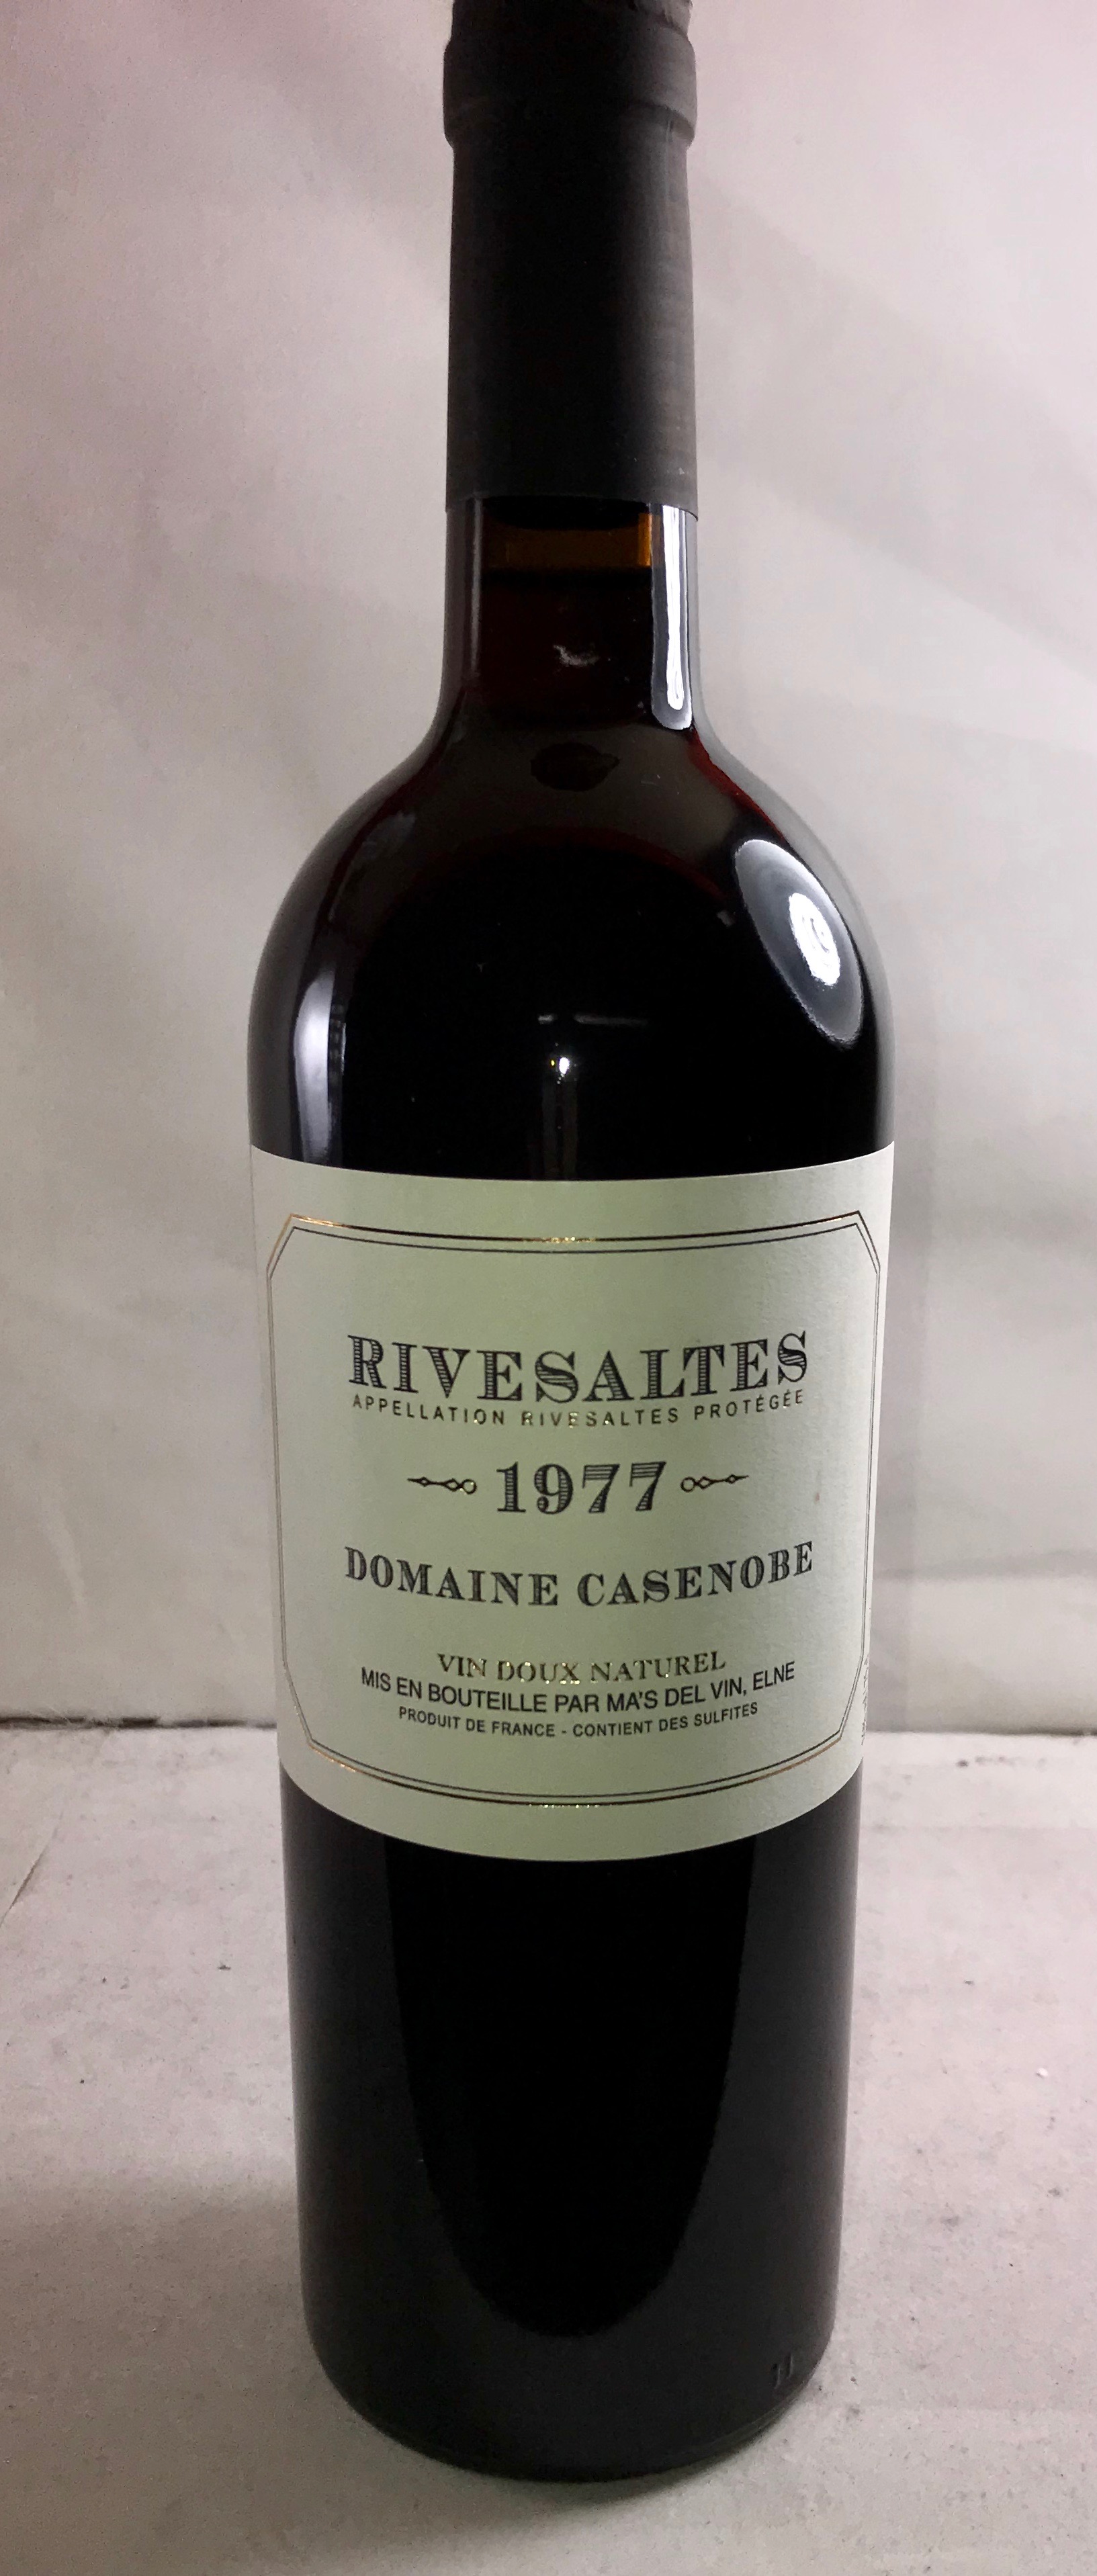 RIVESALTES
APPELLATION RIVESALTES PROTÉGÉE
1977
DOMAINE CASENOBE
VIN DOUX NATUREL
MIS EN BOUTEILLE PAR MA'S DEL VIN, ELNE
PRODUIT DE FRANCE - CONTIENT DES SULFITES